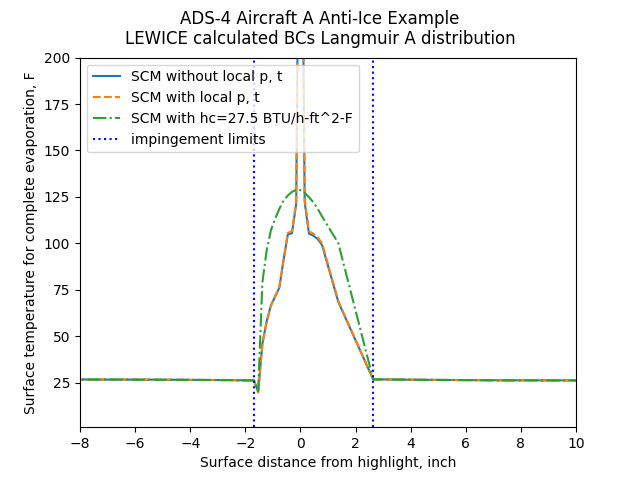 ADS-4 Aircraft A Anti-Ice Example
LEWICE calculated BCs Langmuir A distribution
Surface temperature for complete evaporation, F
200
175
150
125
100
75
50
25
SCM without local p, t
SCM with local p, t
SCM with hc=27.5 BTU/h-ft^2-F
impingement limits
−8 −6 −4 −2 0 2 4 6 8 10
Surface distance from highlight, inch